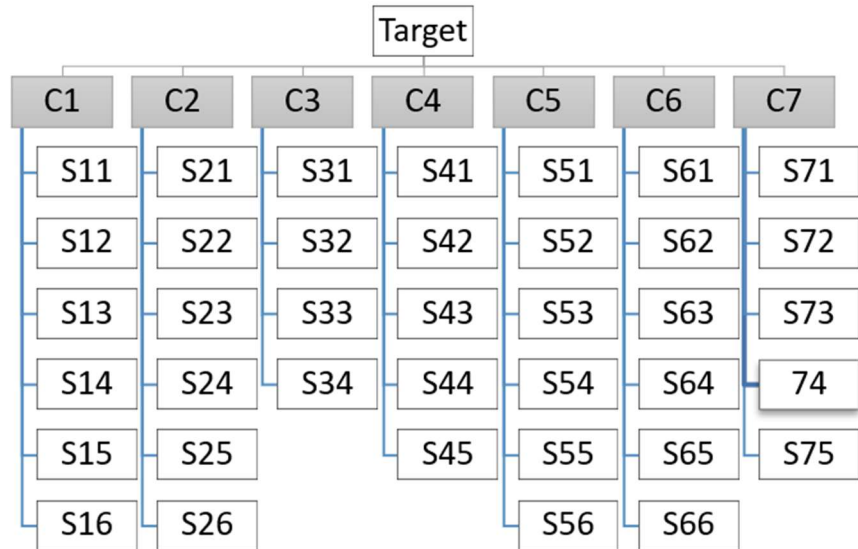 Target
C1 C2 C3 C4 C5 C6 C7
S11 S21 S31 S41 S51 S61 S71
S12 S22 S32 S42 S52 S62 S72
S13 S23 S33 S43 S53 S63 S73
S14 S24 S34 S44 S54 S64 74
S15 S25 S45 S55 S65 S75
S16 S26 S56 S66